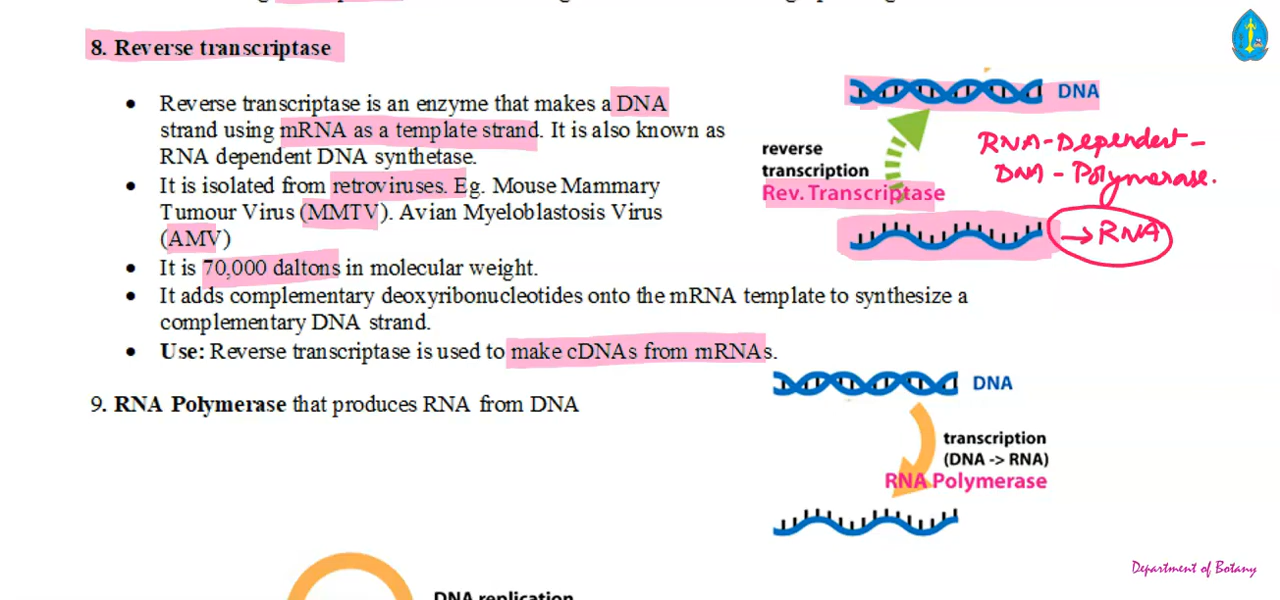 8. Reverse transcriptase
• Reverse transcriptase is an enzyme that makes a DNA
strand using mRNA as a template strand. It is also known as
RNA dependent DNA synthetase.
• It is isolated from retroviruses. Eg. Mouse Mammary
Tumour Virus (MMTV). Avian Myeloblastosis Virus
(AMV)
• It is 70,000 daltons in molecular weight.
• It adds complementary deoxyribonucleotides onto the mRNA template to synthesize a
complementary DNA strand.
• Use: Reverse transcriptase is used to make cDNAs from mRNAs.
DNA
reverse
transcription
Rev. Transcriptase
RNA-Dependent-
DNA-Polymerase.
→RNA
9. RNA Polymerase that produces RNA from DNA
DNA
transcription
(DNA -> RNA)
RNA Polymerase
DNA replication
Department of Botany